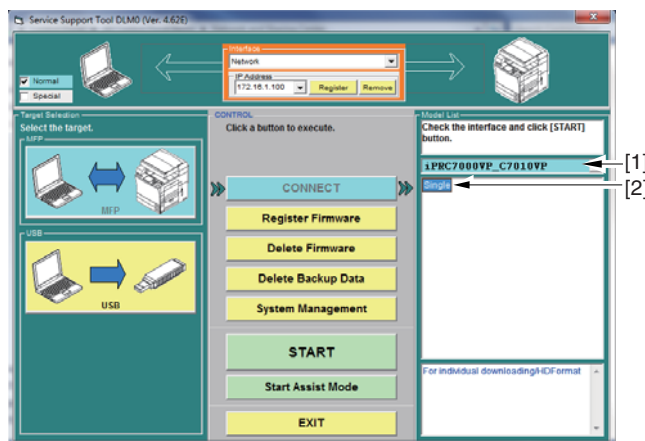 Service Support Tool DLM0 (Ver. 4.62E)
Interface
Network
IP Address
172.16.1.100
Register
Remove
Normal
Special
Target Selection
Select the target.
MFP
MFP
USB
USB
CONTROL
Click a button to execute.
CONNECT
Register Firmware
Delete Firmware
Delete Backup Data
System Management
START
Start Assist Mode
EXIT
Model List
Check the interface and click [START]
button.
iPRC7000VP_C7010VP
[1]
Single
[2]
For individual downloading/HDFormat